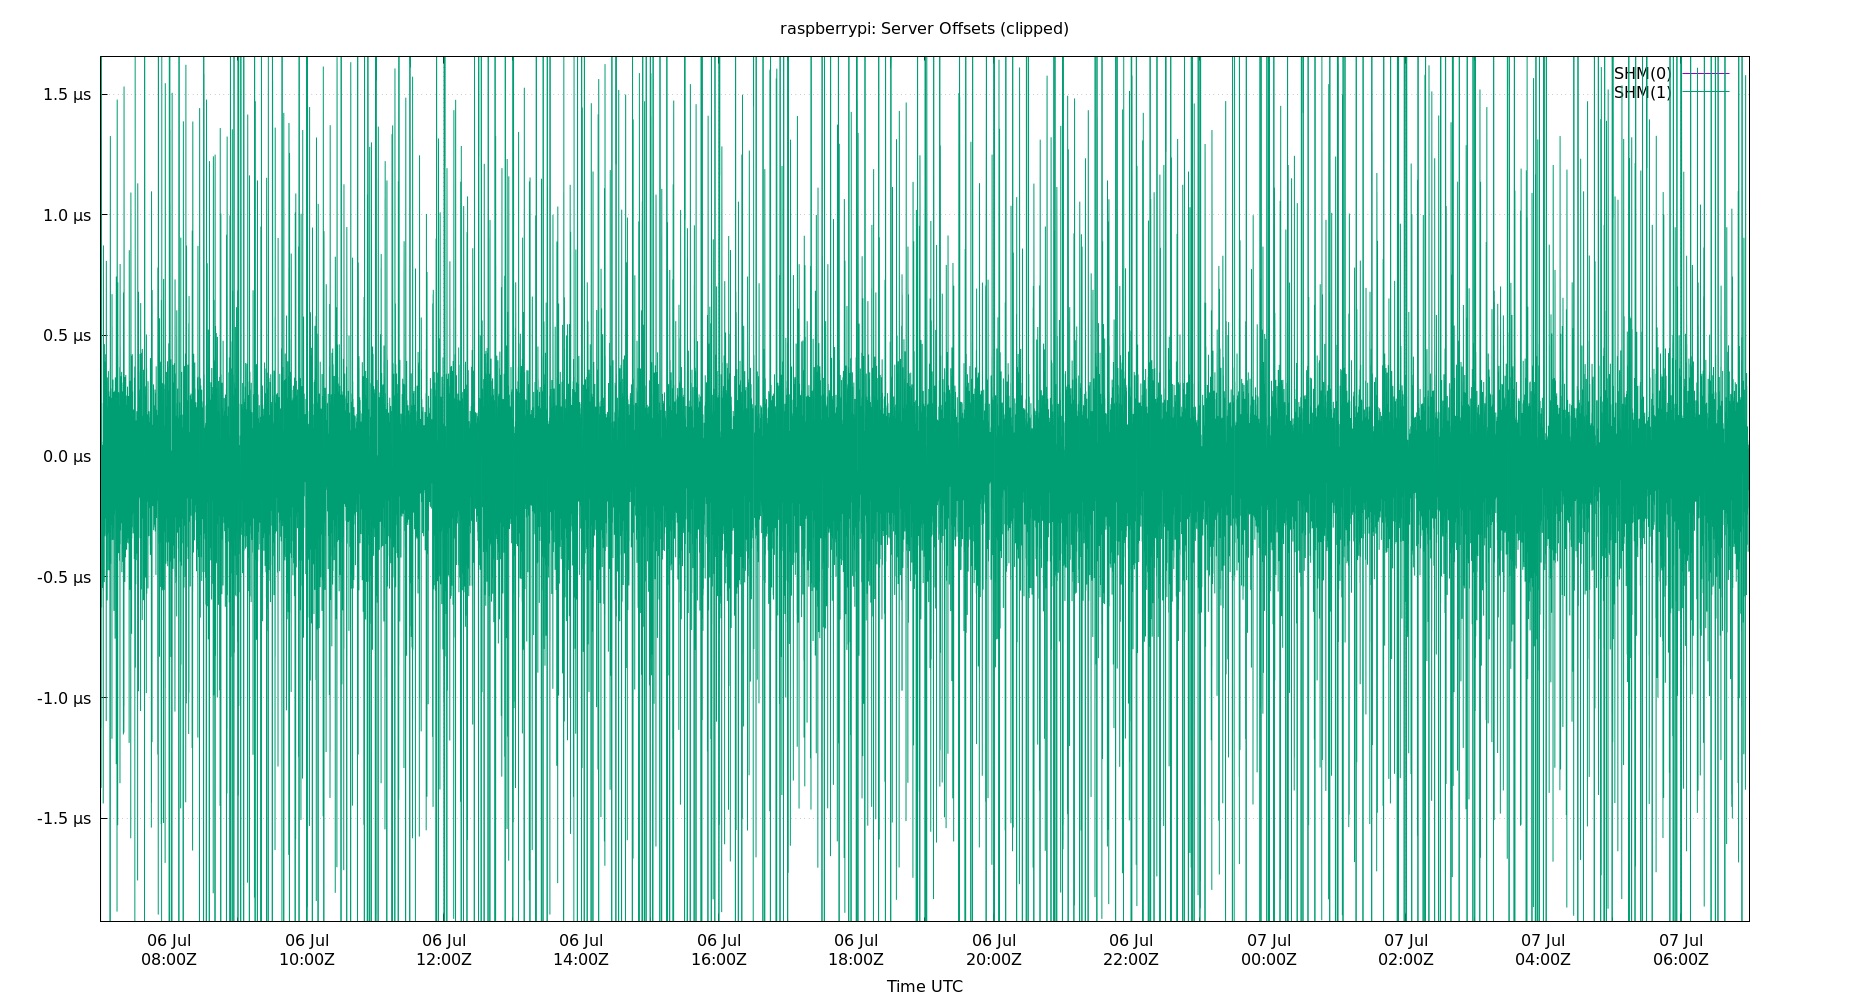 raspberrypi: Server Offsets (clipped)
SHM(0)
SHM(1)
1.5 µs
1.0 µs
0.5 µs
0.0 µs
-0.5 µs
-1.0 µs
-1.5 µs
06 Jul 06 Jul 06 Jul 06 Jul 06 Jul 06 Jul 06 Jul 06 Jul 07 Jul 07 Jul 07 Jul 07 Jul
08:00Z 10:00Z 12:00Z 14:00Z 16:00Z 18:00Z 20:00Z 22:00Z 00:00Z 02:00Z 04:00Z 06:00Z
Time UTC